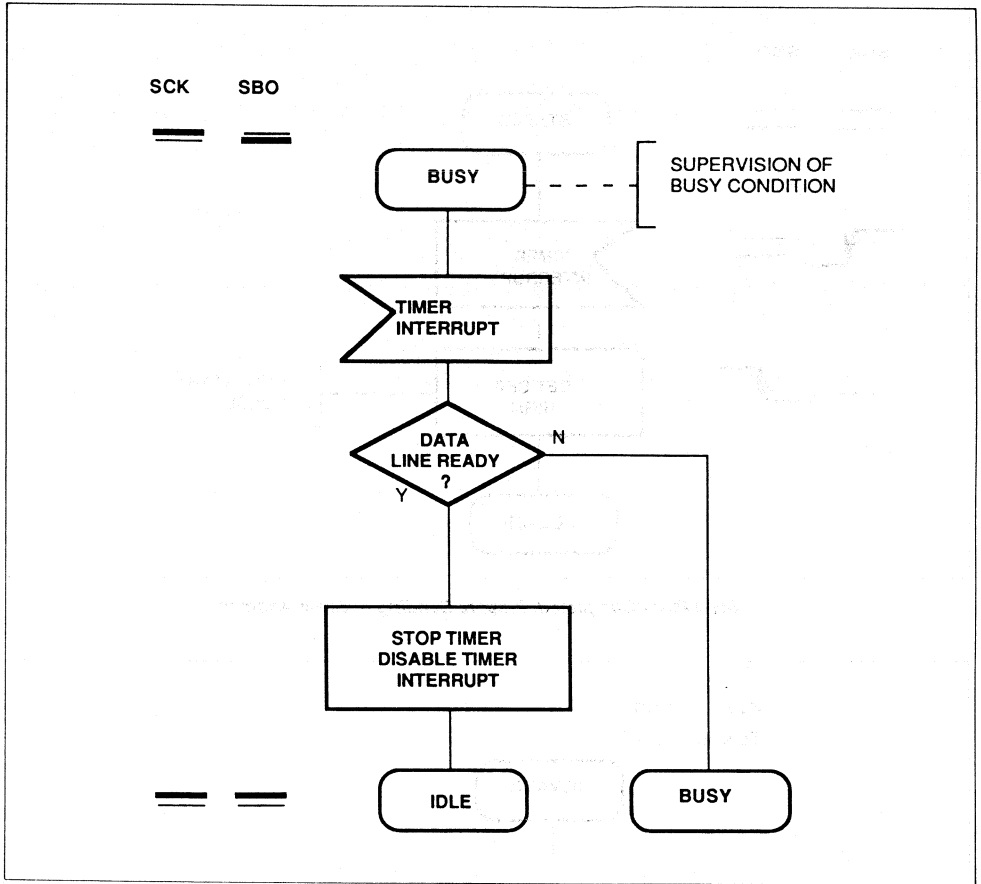 SCK SBO
BUSY
SUPERVISION OF
BUSY CONDITION
TIMER
INTERRUPT
DATA
LINE READY
?
N
Y
STOP TIMER
DISABLE TIMER
INTERRUPT
IDLE
BUSY